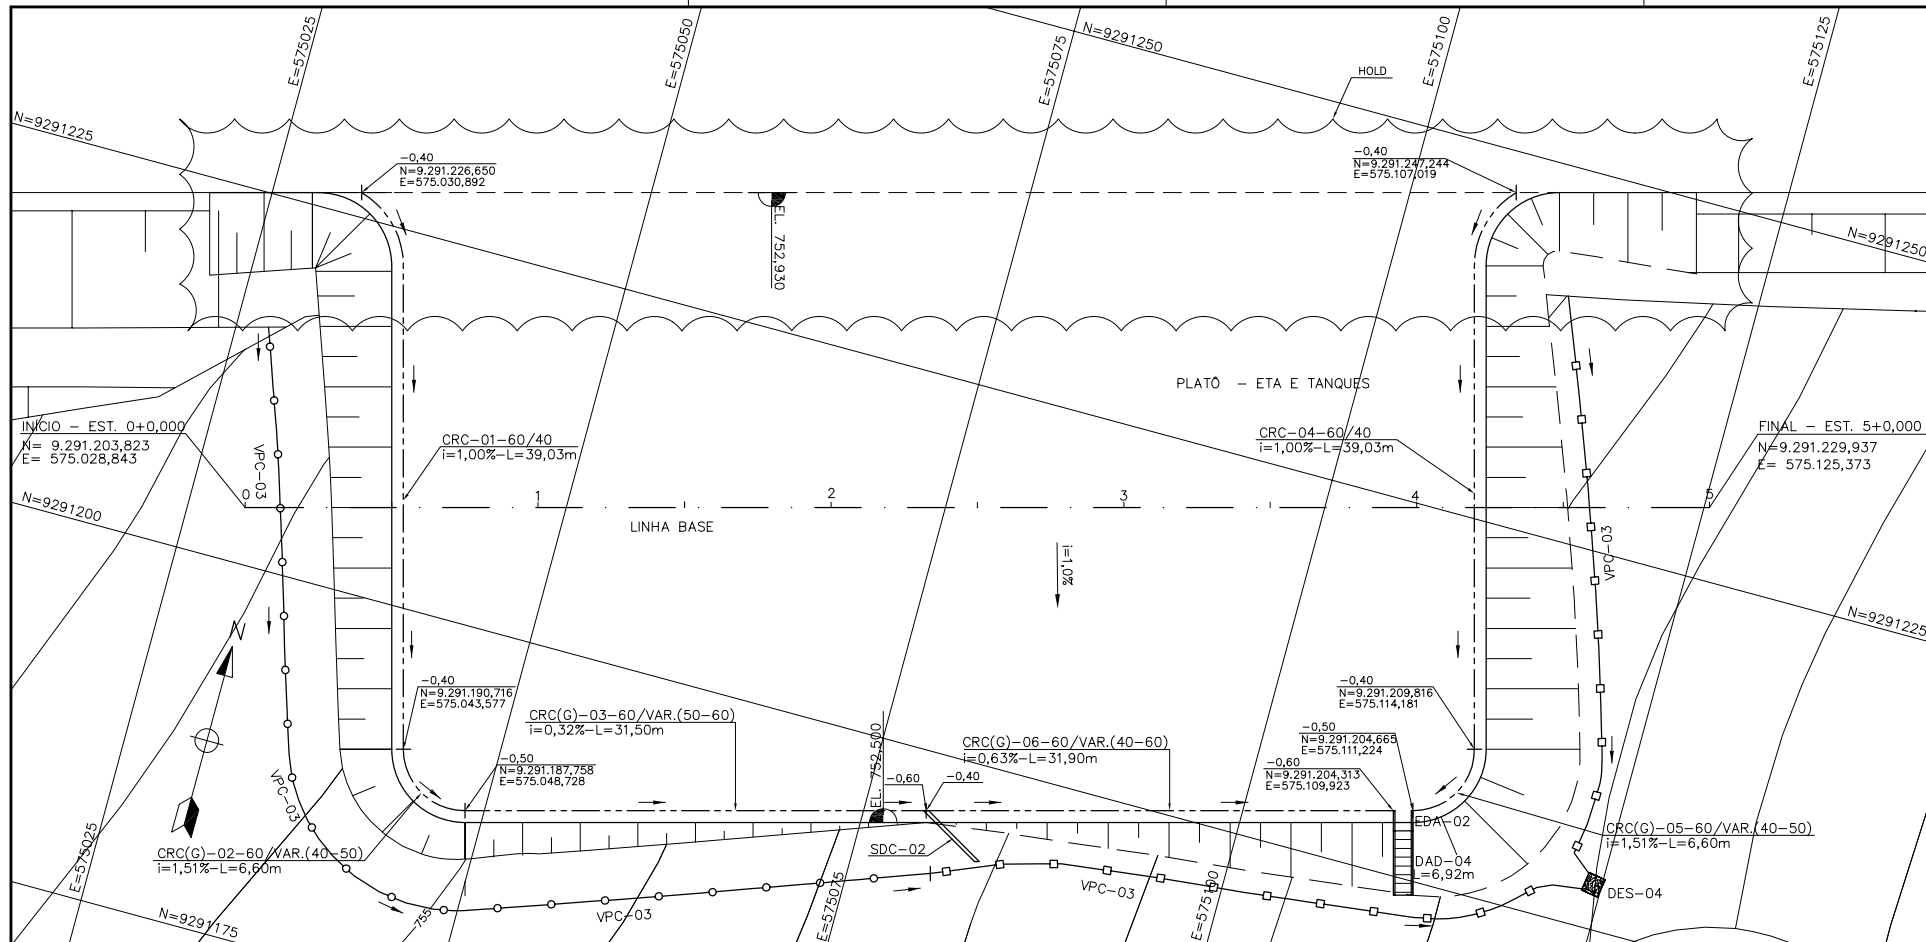 E=575025
E=575050
E=575075
N=9291250
E=575100
E=575125
HOLD
N=9291225
-0,40
N=9.291.226,650
E=575.030,892
-0,40
N=9.291.247,244
E=575.107,019
EL. 752,930
N=9291250
PLATÔ - ETA E TANQUES
INÍCIO - EST. 0+0,000
N= 9.291.203,823
E= 575.028,843
VPC-03
CRC-01-60/40
i=1,00%-L=39,03m
CRC-04-60/40
i=1,00%-L=39,03m
FINAL - EST. 5+0,000
N=9.291.229,937
E= 575.125,373
N=9291200
0
1
2
3
4
5
LINHA BASE
i=1,0%
VPC-03
N=9291225
N
-0,40
N=9.291.190,716
E=575.043,577
-0,40
N=9.291.209,816
E=575.114,181
CRC(G)-03-60/VAR.(50-60)
i=0,32%-L=31,50m
EL. 752,500
CRC(G)-06-60/VAR.(40-60)
i=0,63%-L=31,90m
-0,50
N=9.291.204,665
E=575.111,224
-0,50
N=9.291.187,758
E=575.048,728
-0,60
-0,40
-0,60
N=9.291.204,313
E=575.109,923
VPC-03
EDA-02
CRC(G)-05-60/VAR.(40-50)
i=1,51%-L=6,60m
CRC(G)-02-60/VAR.(40-50)
i=1,51%-L=6,60m
SDC-02
DAD-04
L=6,92m
E=575025
755
VPC-03
E=575075
VPC-03
E=575100
DES-04
N=9291175